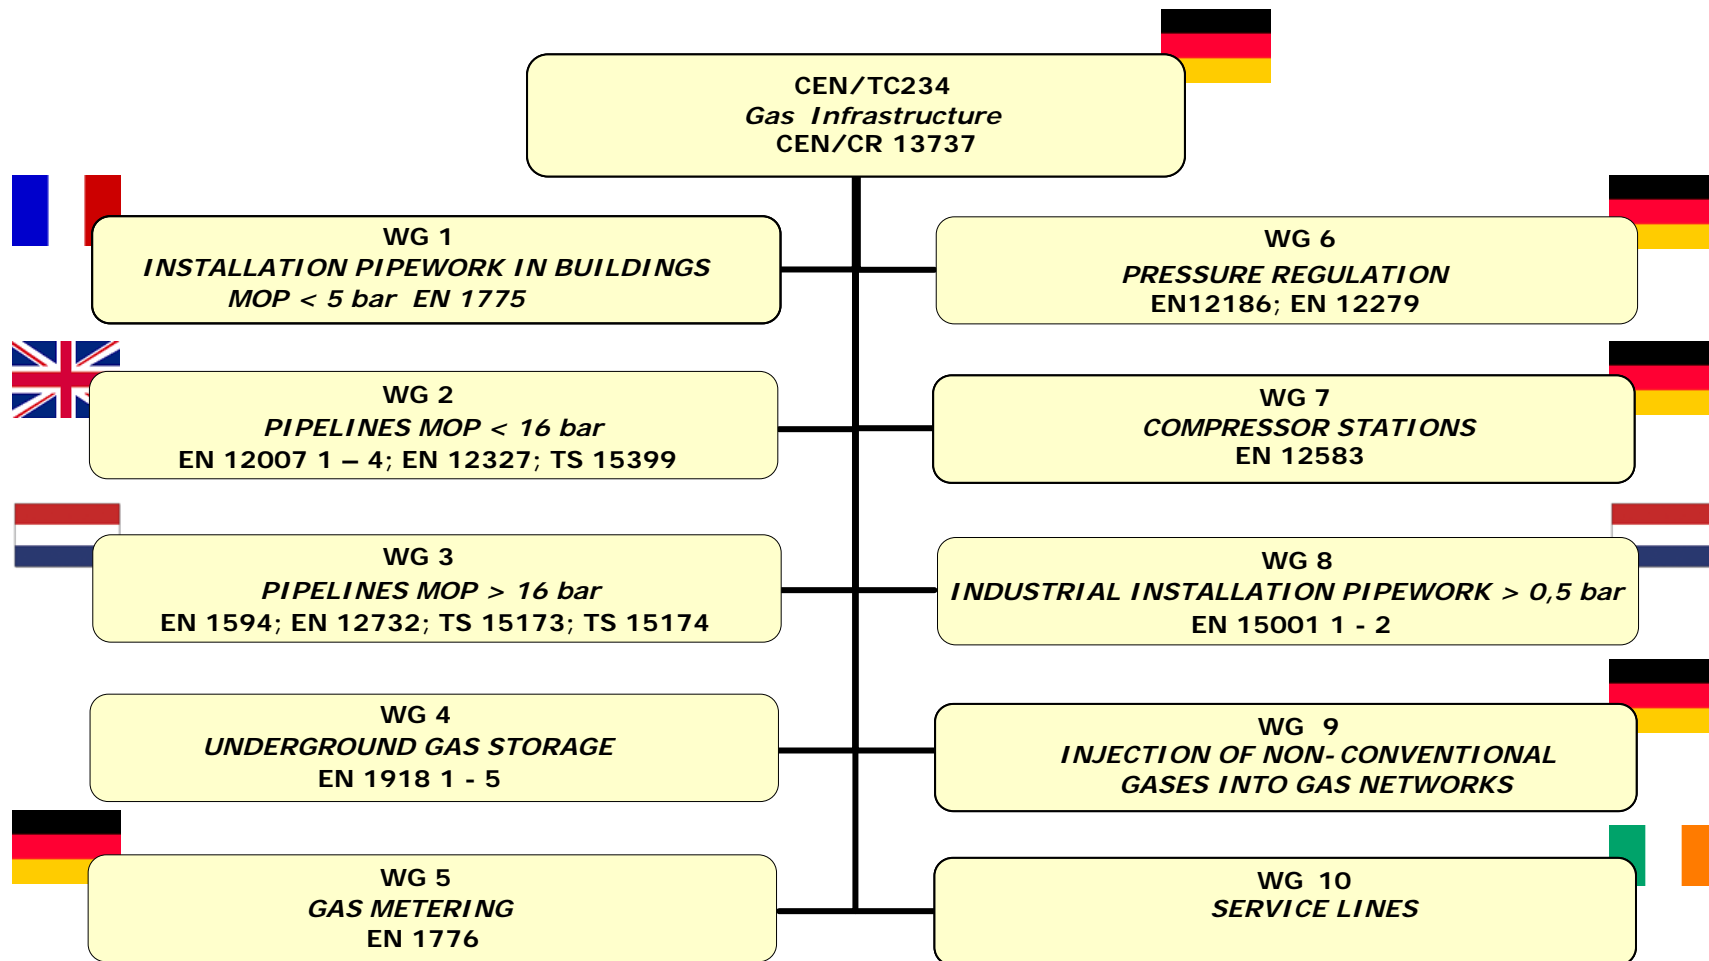 CEN/TC234
Gas Infrastructure
CEN/CR 13737
WG 1
INSTALLATION PIPEWORK IN BUILDINGS
MOP < 5 bar EN 1775
WG 2
PIPELINES MOP < 16 bar
EN 12007 1 – 4; EN 12327; TS 15399
WG 3
PIPELINES MOP > 16 bar
EN 1594; EN 12732; TS 15173; TS 15174
WG 4
UNDERGROUND GAS STORAGE
EN 1918 1 - 5
WG 5
GAS METERING
EN 1776
WG 6
PRESSURE REGULATION
EN12186; EN 12279
WG 7
COMPRESSOR STATIONS
EN 12583
WG 8
INDUSTRIAL INSTALLATION PIPEWORK > 0,5 bar
EN 15001 1 - 2
WG 9
INJECTION OF NON-CONVENTIONAL
GASES INTO GAS NETWORKS
WG 10
SERVICE LINES